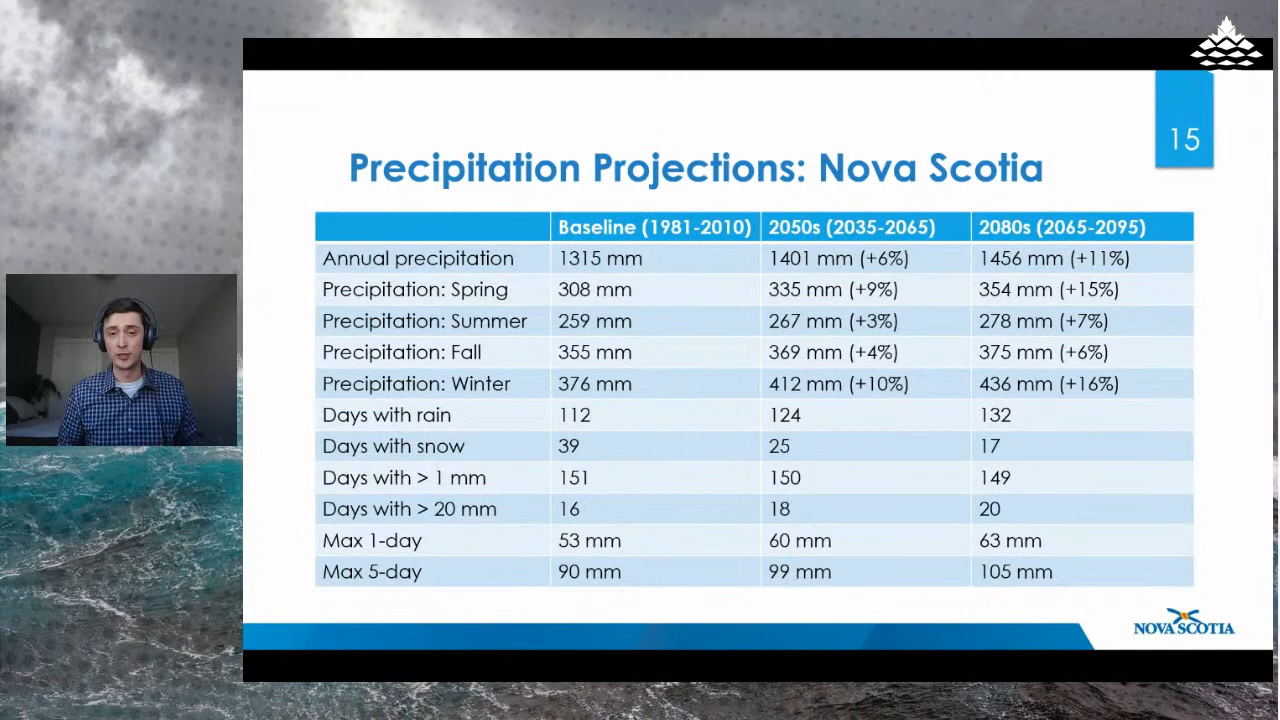 15
Precipitation Projections: Nova Scotia
Baseline (1981-2010) 2050s (2035-2065) 2080s (2065-2095)
Annual precipitation 1315 mm 1401 mm (+6%) 1456 mm (+11%)
Precipitation: Spring 308 mm 335 mm (+9%) 354 mm (+15%)
Precipitation: Summer 259 mm 267 mm (+3%) 278 mm (+7%)
Precipitation: Fall 355 mm 369 mm (+4%) 375 mm (+6%)
Precipitation: Winter 376 mm 412 mm (+10%) 436 mm (+16%)
Days with rain 112 124 132
Days with snow 39 25 17
Days with > 1 mm 151 150 149
Days with > 20 mm 16 18 20
Max 1-day 53 mm 60 mm 63 mm
Max 5-day 90 mm 99 mm 105 mm
NOVA SCOTIA